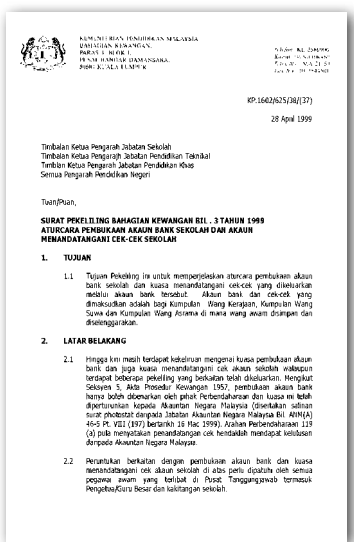 KEMENTERIAN PENDIDIKAN MALAYSIA
BAHAGIAN KEWANGAN,
PARAS 3, BLOK J,
PUSAT BANDAR DAMANSARA,
50604 KUALA LUMPUR
KP.1602/625/38/(37)
28 April 1999
Timbalan Ketua Pengarah Jabatan Sekolah
Timbalan Ketua Pengarah Jabatan Pendidikan Teknikal
Timblan Ketua Pengarah Jabatan Pendidikan Khas
Semua Pengarah Pendidikan Negeri
Tuan/Puan,
SURAT PEKELILING BAHAGIAN KEWANGAN BIL . 3 TAHUN 1999
ATURCARA PEMBUKAAN AKAUN BANK SEKOLAH DAN AKAUN
MENANDATANGANI CEK-CEK SEKOLAH
1. TUJUAN
1.1 Tujuan Pekeliling ini untuk memperjelaskan aturcara pembukaan akaun
bank sekolah dan kuasa menandatangani cek-cek yang dikeluarkan
melalui akaun bank tersebut. Akaun bank dan cek-cek yang
dimaksudkan adalah bagi Kumpulan Wang Kerajaan, Kumpulan Wang
Suwa dan Kumpulan Wang Asrama di mana wang awam disimpan dan
diselenggarakan.
2. LATAR BELAKANG
2.1 Hingga kini masih terdapat kekeliruan mengenai kuasa pembukaan akaun
bank dan juga kuasa menandatangani cek akaun sekolah walaupun
terdapat beberapa pekeliling yang berkaitan telah dikeluarkan. Mengikut
Seksyen 5, Akta Prosedur Kewangan 1957, pembukaan akaun bank
hanya boleh dibenarkan oleh pihak Perbendaharaan dan kuasa ini telah
diperturunkan kepada Akauntan Negara Malaysia (disertakan salinan
surat photostat daripada Jabatan Akauntan Negara Malaysia Bil. ANM(A)
46-5 Pt. VIII (197) bertarikh 16 Mac 1999). Arahan Perbendaharaan 119
(a) pula menyatakan penandatangan cek hendaklah mendapat kelulusan
daripada Akauntan Negara Malaysia.
2.2 Peruntukan berkaitan dengan pembukaan akaun bank dan kuasa
menandatangani cek akaun sekolah di atas perlu dipatuhi oleh semua
pegawai awam yang terlibat di Pusat Tanggungjawab termasuk
Pengetua/Guru Besar dan kakitangan sekolah.